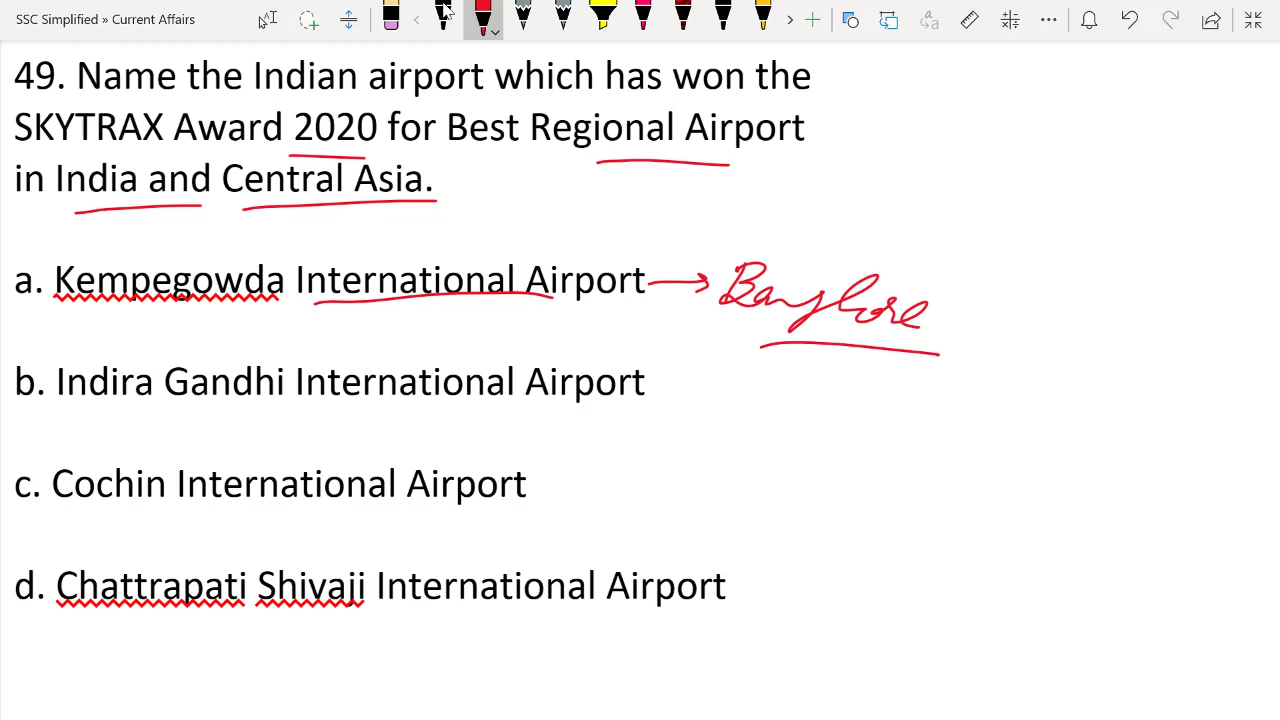 SSC Simplified » Current Affairs
49. Name the Indian airport which has won the
SKYTRAX Award 2020 for Best Regional Airport
in India and Central Asia.
a. Kempegowda International Airport → Banglore
b. Indira Gandhi International Airport
c. Cochin International Airport
d. Chattrapati Shivaji International Airport